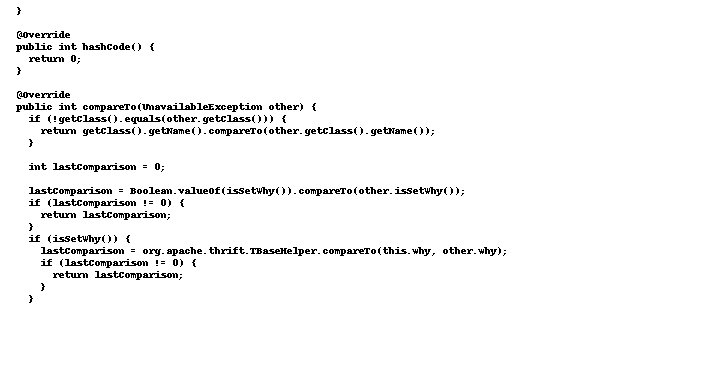 }
@Override
public int hashCode() {
return 0;
}
@Override
public int compareTo(UnavailableException other) {
if (!getClass().equals(other.getClass())) {
return getClass().getName().compareTo(other.getClass().getName());
}
int lastComparison = 0;
lastComparison = Boolean.valueOf(isSetWhy()).compareTo(other.isSetWhy());
if (lastComparison != 0) {
return lastComparison;
}
if (isSetWhy()) {
lastComparison = org.apache.thrift.TBaseHelper.compareTo(this.why, other.why);
if (lastComparison != 0) {
return lastComparison;
}
}